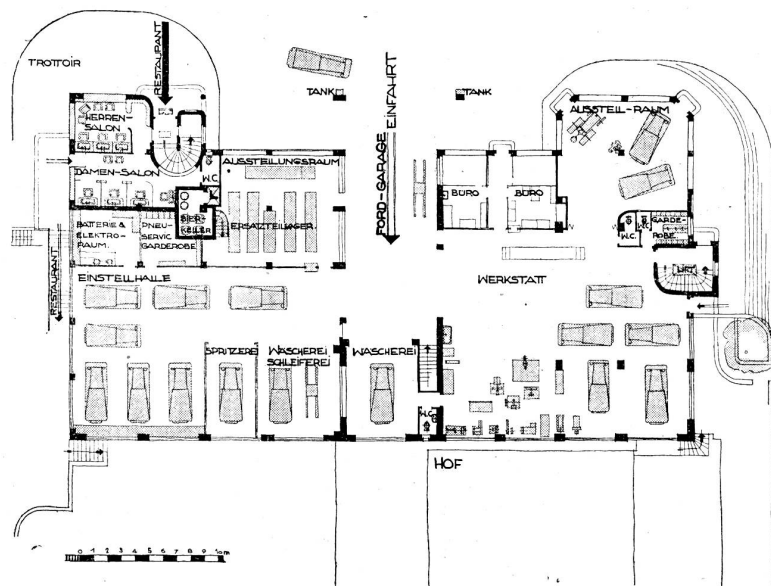 TROTTOIR
RESTAURANT
TANK
FORD-GARAGE EINFAHRT
TANK
HERREN-
SALON
DAMEN-SALON
W.C.
AUSSTELLUNGSRAUM
AUSSTELL-RAUM
BÜRO
BÜRO
BIER-
KELLER
ERSATZTEILLAGER.
BATERIE &
ELEKTRO-
RAUM.
PNEU-
SERVIC
GARDEROBE
W.C.
W.C.
GARDE-
ROBE
LIFT
RESTAURANT
EINSTELLHALLE
WERKSTATT
SPRITZEREI
WÄSCHEREI
SCHLEIFEREI
WÄSCHEREI
W.C.
HOF
0 1 2 3 4 5 6 7 8 9 10m